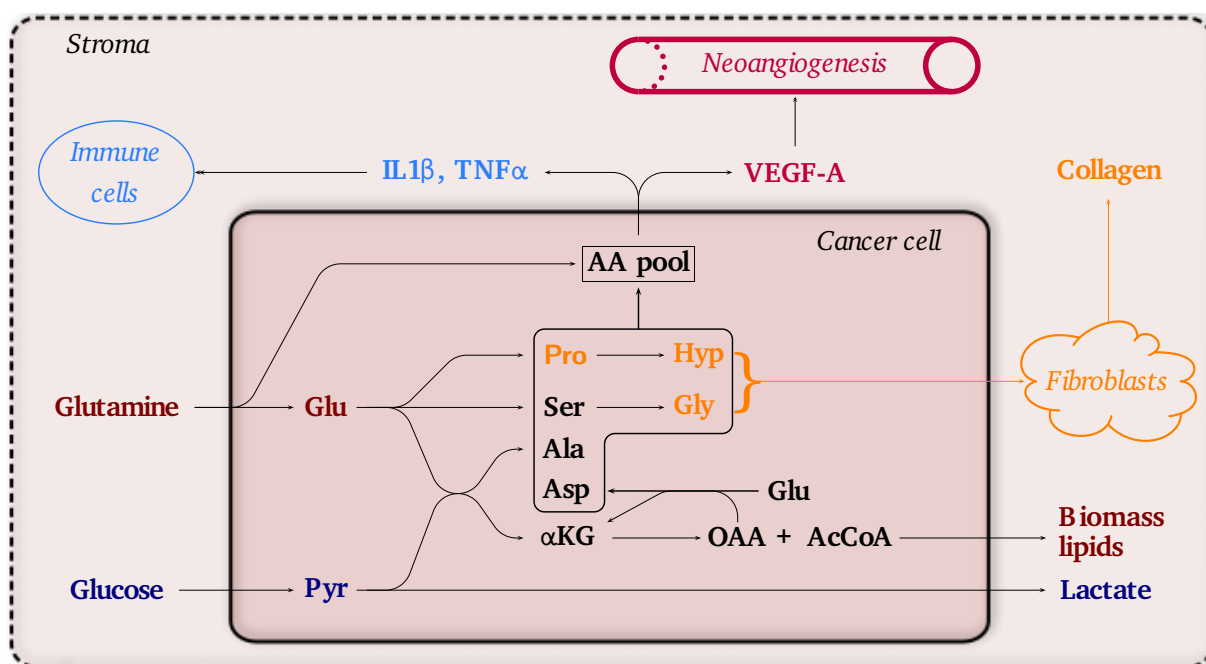 Stroma
Neoangiogenesis
Immune
cells
IL1β, TNFα
VEGF-A
Collagen
Cancer cell
AA pool
Pro
Hyp
Fibroblasts
Glutamine
Glu
Ser
Gly
Ala
Asp
Glu
αKG
OAA + AcCoA
Biomass
lipids
Glucose
Pyr
Lactate